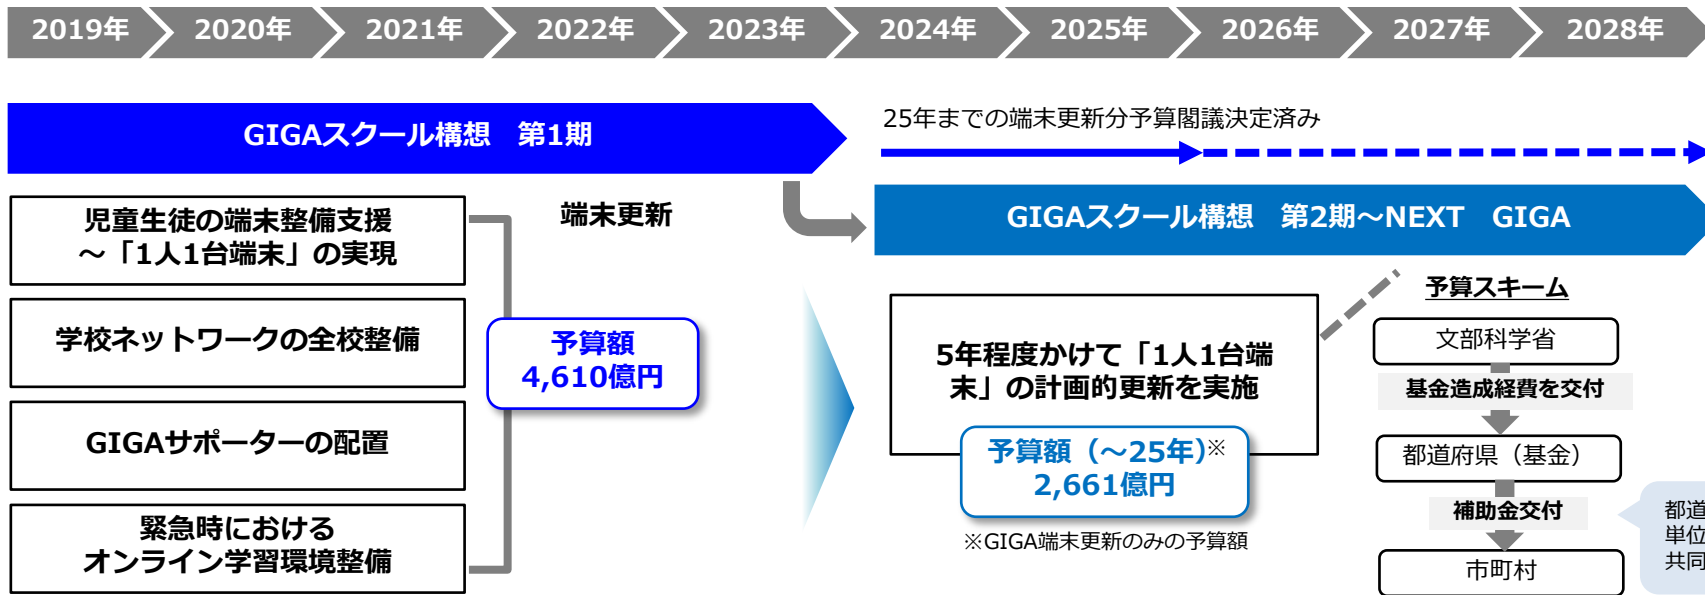 2019年
2020年
2021年
2022年
2023年
2024年
2025年
2026年
2027年
2028年
GIGAスクール構想　第1期
25年までの端末更新分予算閣議決定済み
GIGAスクール構想　第2期～NEXT　GIGA
児童生徒の端末整備支援
～「1人1台端末」の実現
学校ネットワークの全校整備
GIGAサポーターの配置
緊急時における
オンライン学習環境整備
端末更新
予算額
4,610億円
5年程度かけて「1人1台端
末」の計画的更新を実施
予算額（～25年）※
2,661億円
※GIGA端末更新のみの予算額
予算スキーム
文部科学省
基金造成経費を交付
都道府県（基金）
補助金交付
市町村
都道
単位
共同